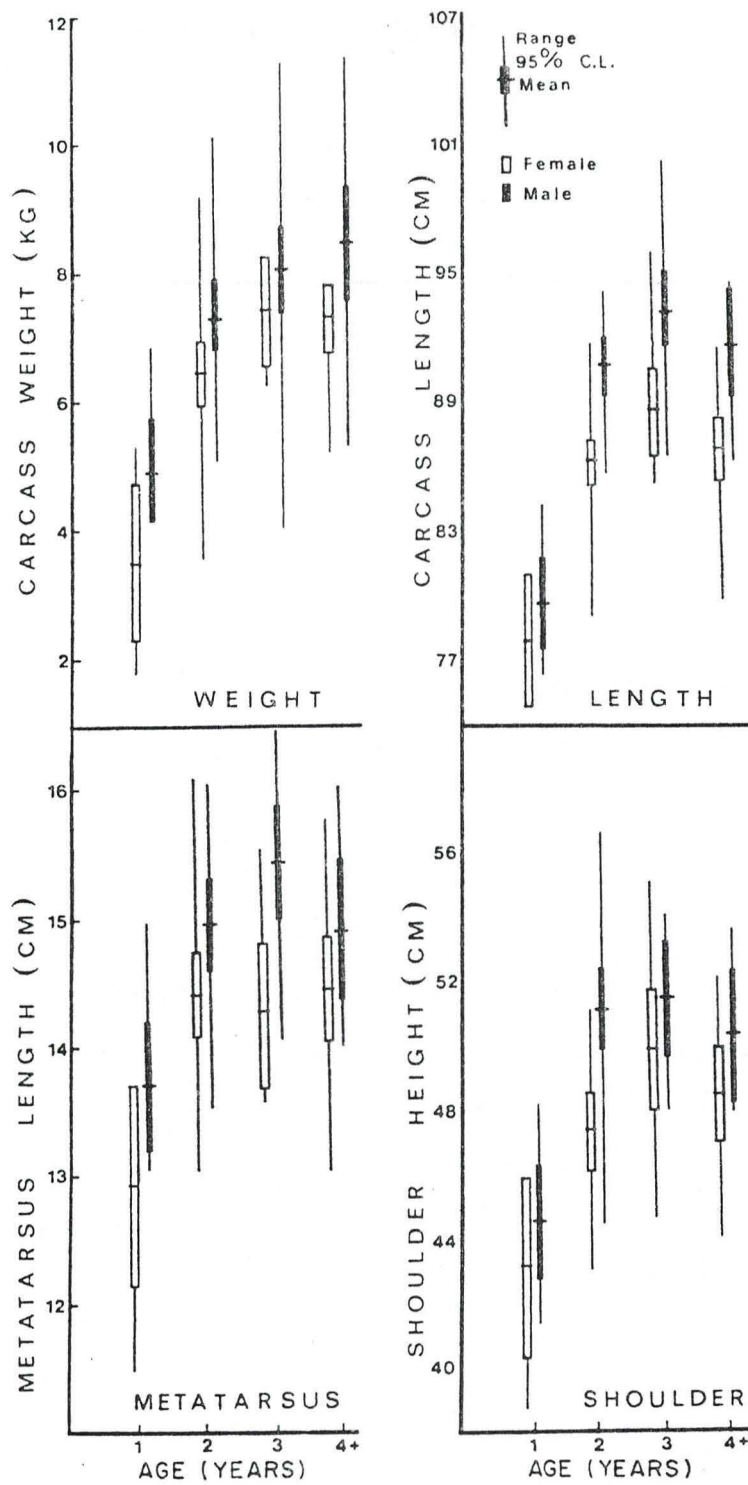 CARCASS WEIGHT (KG)
12
10
8
6
4
2
WEIGHT
CARCASS LENGTH (CM)
107
101
95
89
83
77
Range
95% C.L.
Mean
Female
Male
LENGTH
METATARSUS LENGTH (CM)
16
15
14
13
12
METATARSUS
1 2 3 4+
AGE (YEARS)
SHOULDER HEIGHT (CM)
56
52
48
44
40
SHOULDER
1 2 3 4+
AGE (YEARS)